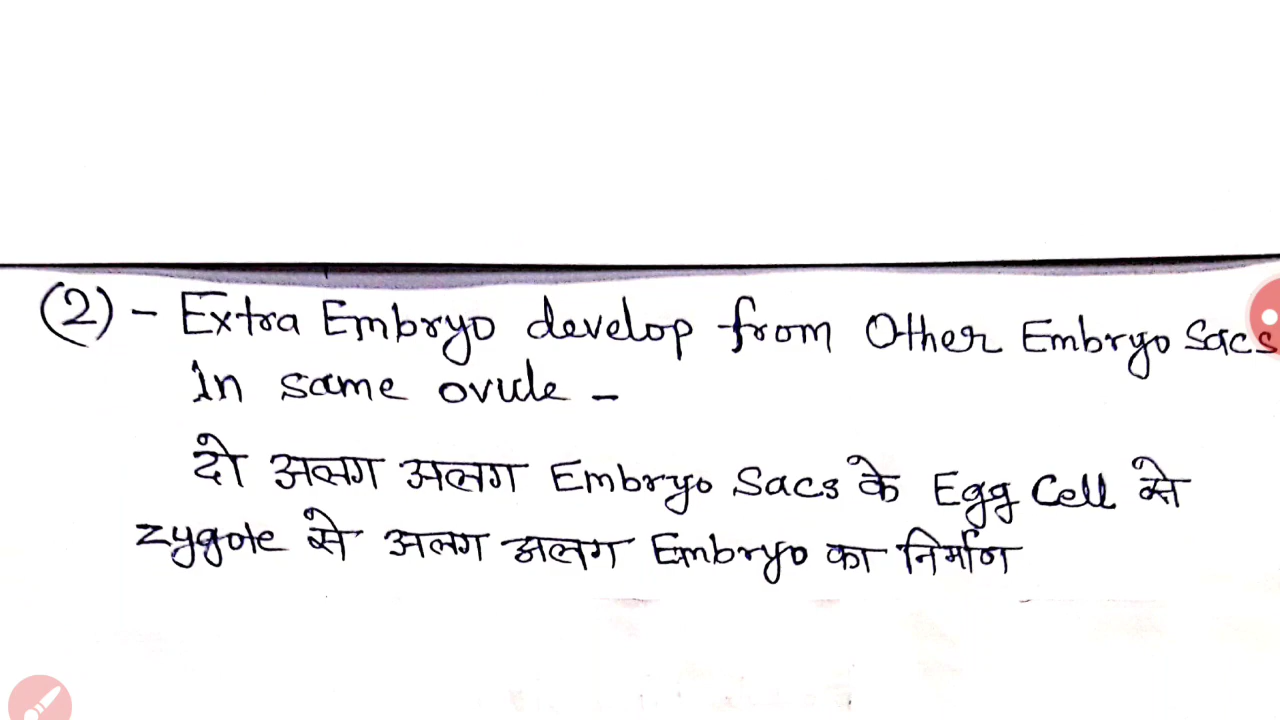 (2) - Extra Embryo develop from Other Embryo Sacs
In same ovule -
दो अलग अलग Embryo Sacs के Egg Cell से
Zygote से अलग अलग Embryo का निर्माण